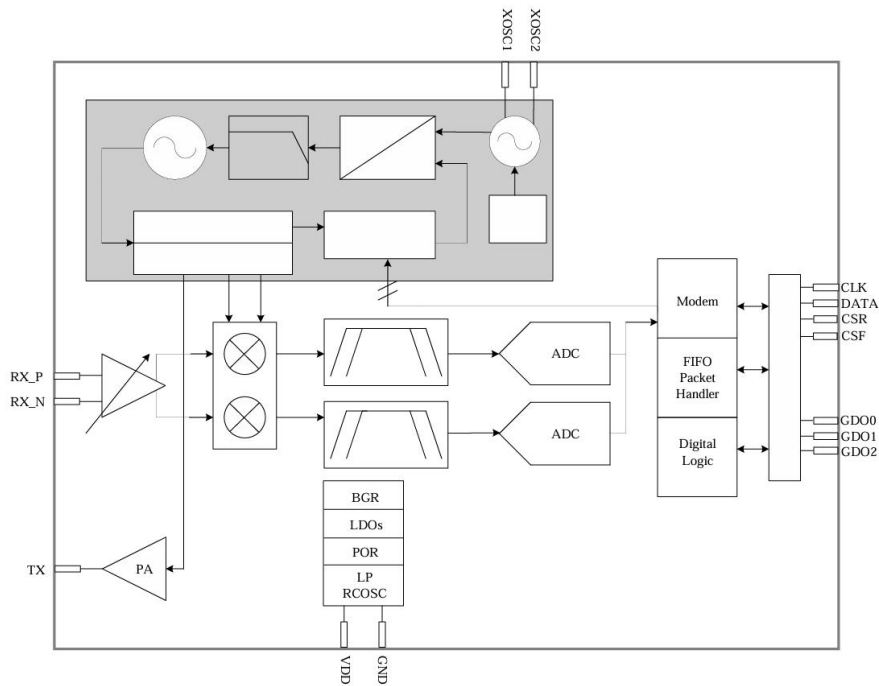 XOSC1
XOSC2
Modem
CLK
DATA
CSR
CSF
ADC
RX_P
RX_N
FIFO
Packet
Handler
ADC
Digital
Logic
GDO0
GDO1
GDO2
BGR
LDOs
POR
LP
RCOSC
TX
PA
VDD
GND